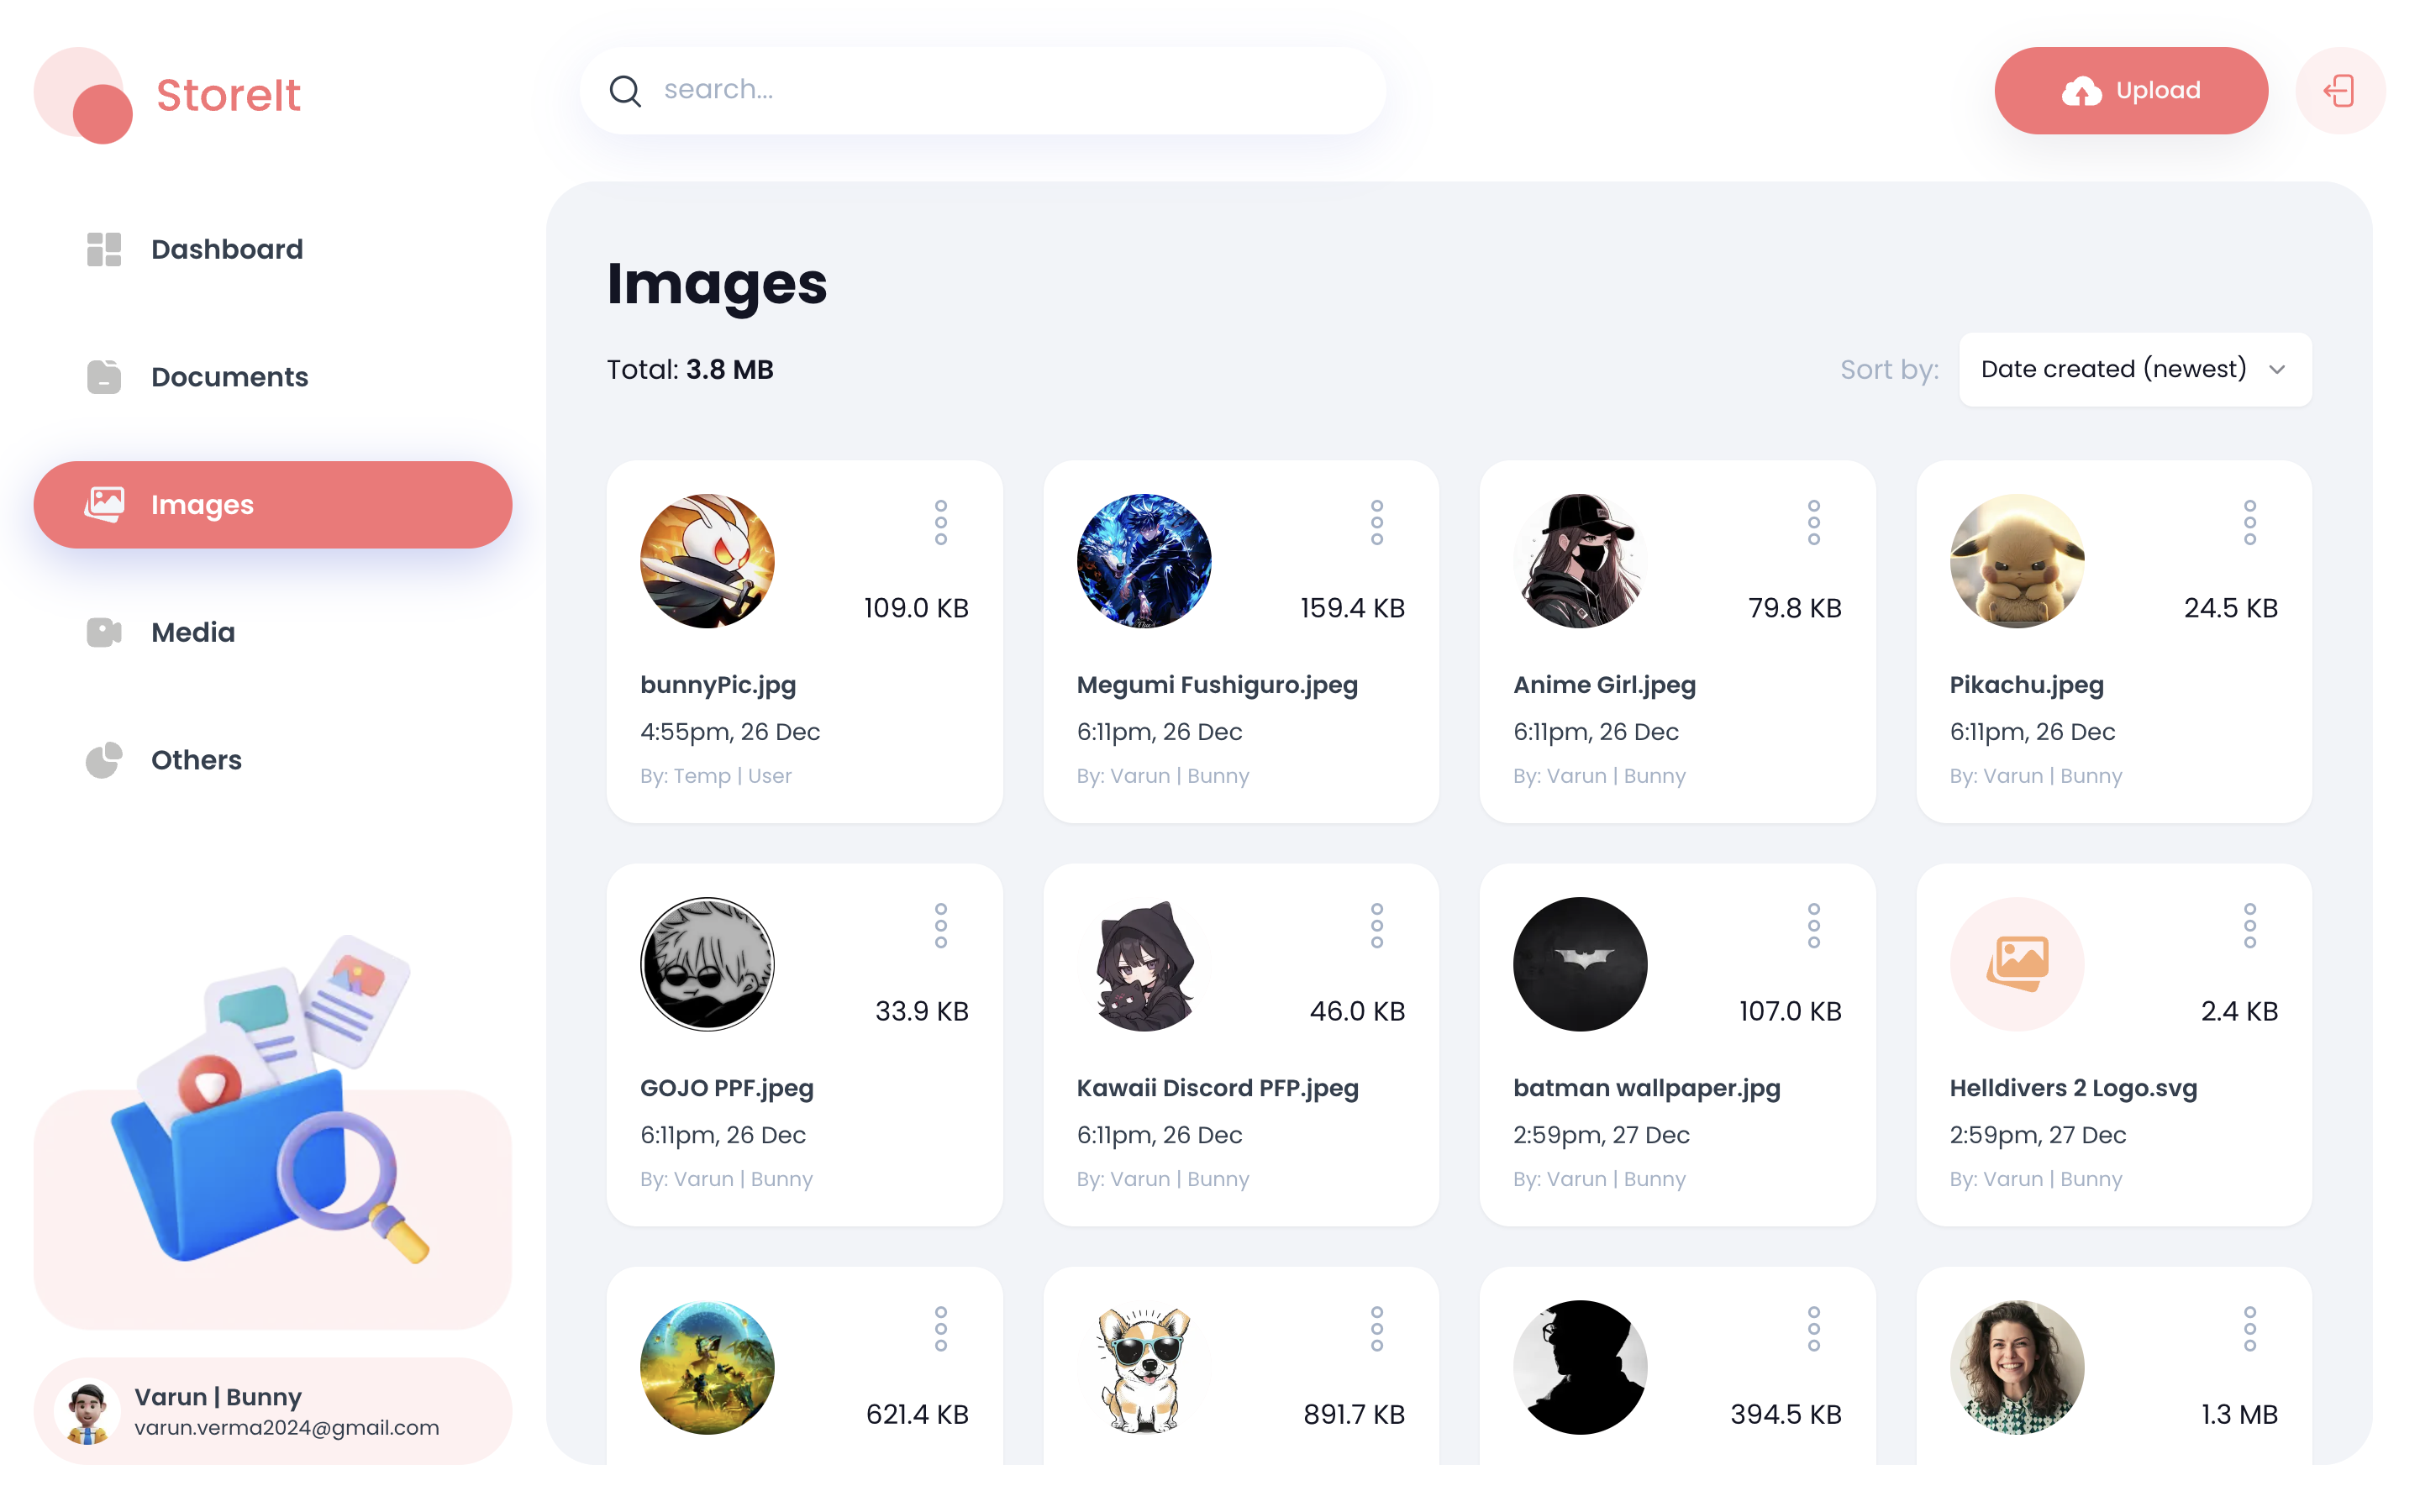 StoreIt
search...
Upload
Dashboard
Documents
Images
Media
Others
Varun | Bunny
varun.verma2024@gmail.com
Images
Total: 3.8 MB
Sort by:
Date created (newest)
109.0 KB
bunnyPic.jpg
4:55pm, 26 Dec
By: Temp | User
159.4 KB
Megumi Fushiguro.jpeg
6:11pm, 26 Dec
By: Varun | Bunny
79.8 KB
Anime Girl.jpeg
6:11pm, 26 Dec
By: Varun | Bunny
24.5 KB
Pikachu.jpeg
6:11pm, 26 Dec
By: Varun | Bunny
33.9 KB
GOJO PPF.jpeg
6:11pm, 26 Dec
By: Varun | Bunny
46.0 KB
Kawaii Discord PFP.jpeg
6:11pm, 26 Dec
By: Varun | Bunny
107.0 KB
batman wallpaper.jpg
2:59pm, 27 Dec
By: Varun | Bunny
2.4 KB
Helldivers 2 Logo.svg
2:59pm, 27 Dec
By: Varun | Bunny
621.4 KB
891.7 KB
394.5 KB
1.3 MB